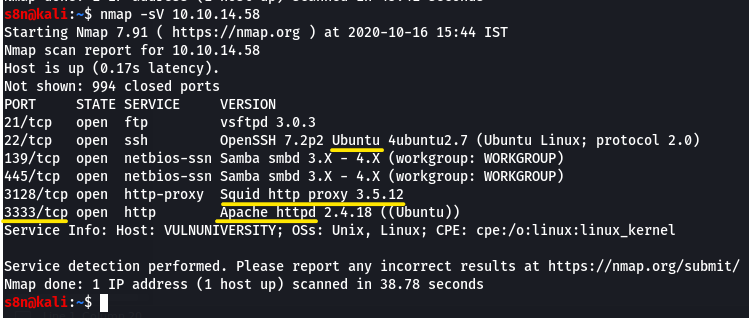 s8n@kali:~$ nmap -sV 10.10.14.58
Starting Nmap 7.91 ( https://nmap.org ) at 2020-10-16 15:44 IST
Nmap scan report for 10.10.14.58
Host is up (0.17s latency).
Not shown: 994 closed ports
PORT     STATE SERVICE     VERSION
21/tcp   open  ftp         vsftpd 3.0.3
22/tcp   open  ssh         OpenSSH 7.2p2 Ubuntu 4ubuntu2.7 (Ubuntu Linux; protocol 2.0)
139/tcp  open  netbios-ssn Samba smbd 3.X - 4.X (workgroup: WORKGROUP)
445/tcp  open  netbios-ssn Samba smbd 3.X - 4.X (workgroup: WORKGROUP)
3128/tcp open  http-proxy  Squid http proxy 3.5.12
3333/tcp open  http        Apache httpd 2.4.18 ((Ubuntu))
Service Info: Host: VULNUNIVERSITY; OSs: Unix, Linux; CPE: cpe:/o:linux:linux_kernel

Service detection performed. Please report any incorrect results at https://nmap.org/submit/
Nmap done: 1 IP address (1 host up) scanned in 38.78 seconds
s8n@kali:~$